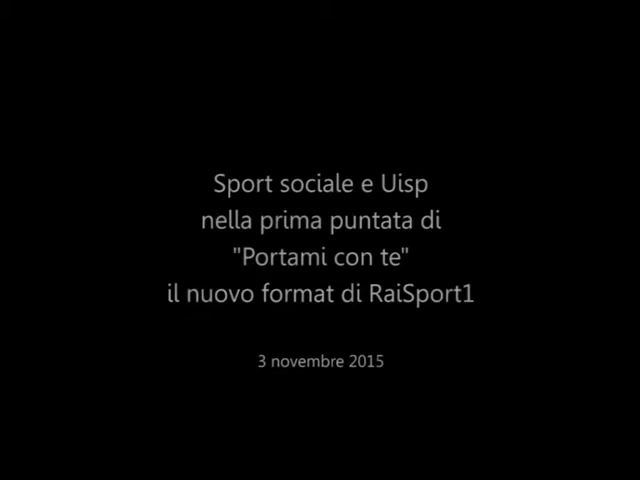 Sport sociale e Uisp
nella prima puntata di
"Portami con te"
il nuovo format di RaiSport1
3 novembre 2015